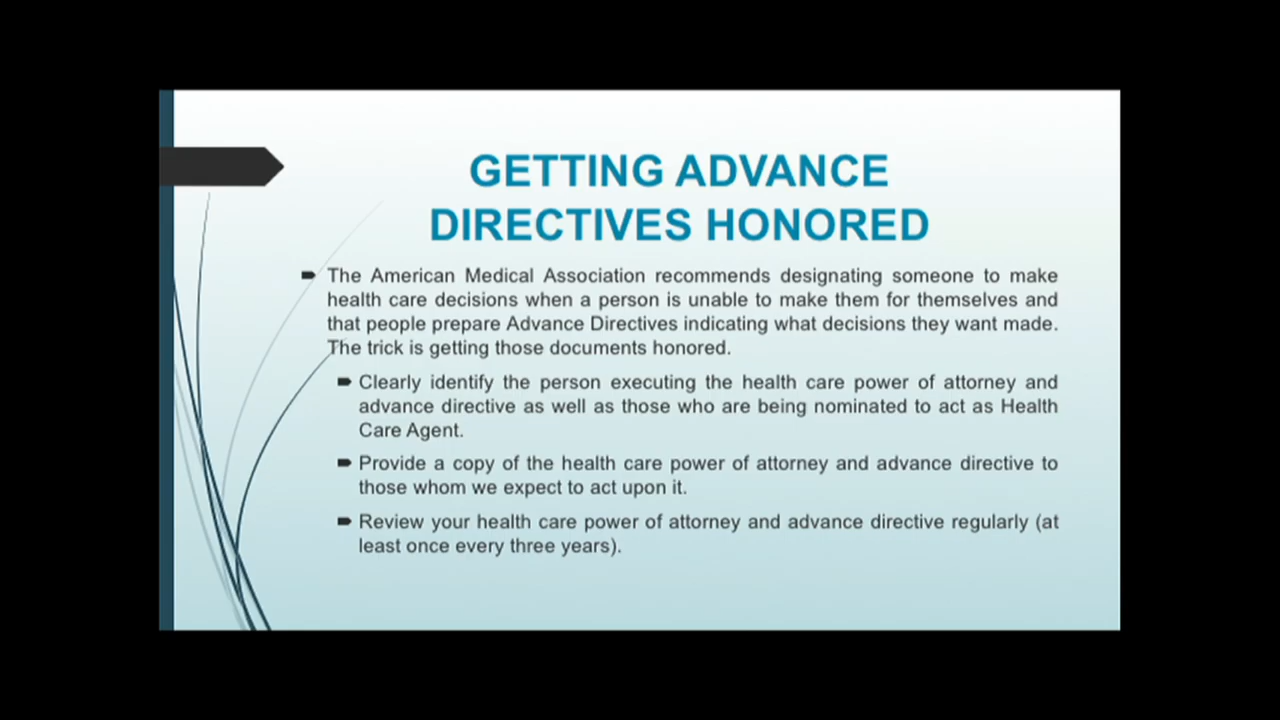 GETTING ADVANCE
DIRECTIVES HONORED
The American Medical Association recommends designating someone to make
health care decisions when a person is unable to make them for themselves and
that people prepare Advance Directives indicating what decisions they want made.
The trick is getting those documents honored.
Clearly identify the person executing the health care power of attorney and
advance directive as well as those who are being nominated to act as Health
Care Agent.
Provide a copy of the health care power of attorney and advance directive to
those whom we expect to act upon it.
Review your health care power of attorney and advance directive regularly (at
least once every three years).